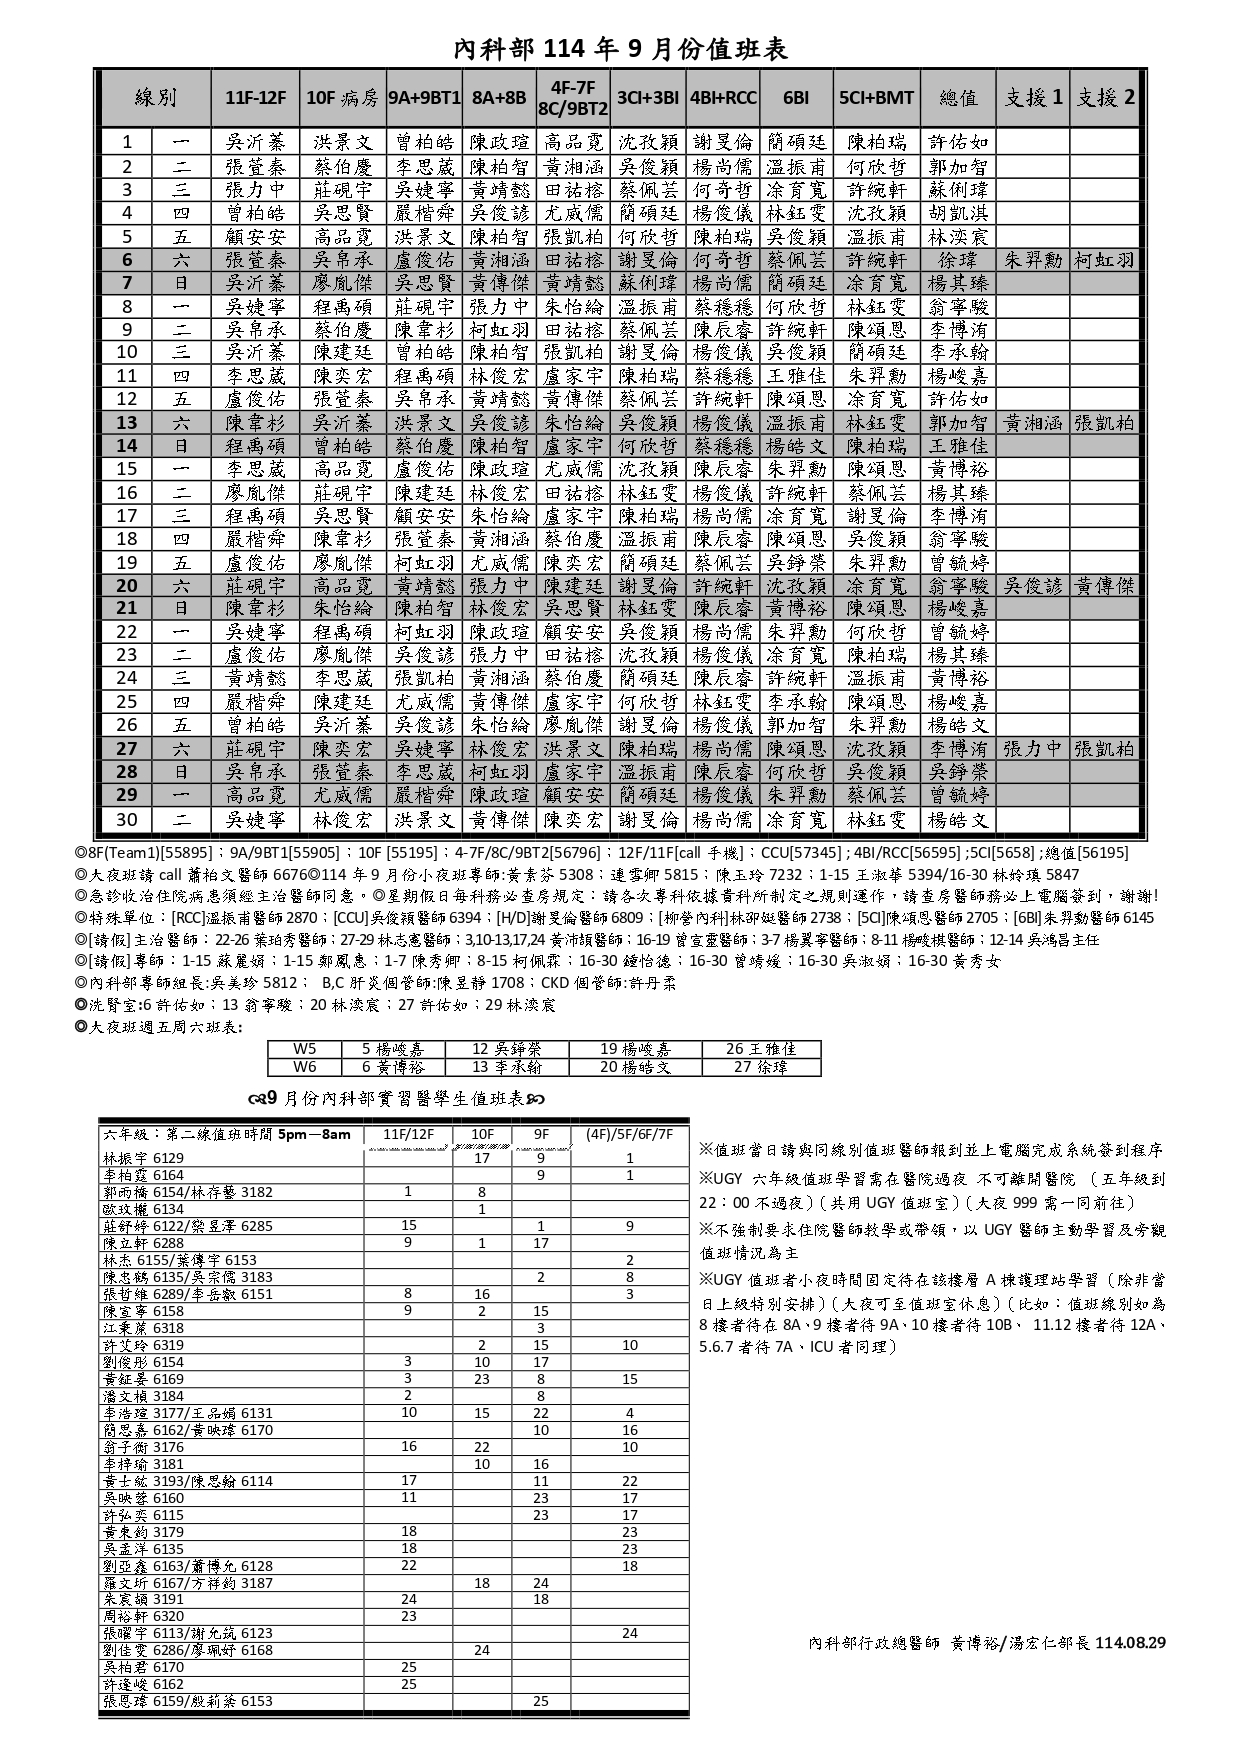 內科部 114 年 9 月份值班表
線別 11F-12F 10F 病房 9A+9BT1 8A+8B 4F-7F 8C/9BT2 3CI+3BI 4BI+RCC 6BI 5CI+BMT 總值 支援 1 支援 2
1 一 吳沂蓁 洪景文 曾柏皓 陳政瑄 高品霓 沈孜穎 謝旻倫 簡碩廷 陳柏瑞 許佑如
2 二 張萱秦 蔡伯慶 李思葳 陳柏智 黃湘涵 吳俊穎 楊尚儒 溫振甫 何欣哲 郭加智
3 三 張力中 莊硯宇 吳婕寧 黃靖懿 田祐榕 蔡佩芸 何奇哲 凃育寬 許綩軒 蘇俐瑋
4 四 曾柏皓 吳思賢 嚴楷舜 吳俊諺 尤威儒 簡碩廷 楊俊儀 林鈺雯 沈孜穎 胡凱淇
5 五 顧安安 高品霓 洪景文 陳柏智 張凱柏 何欣哲 陳柏瑞 吳俊穎 溫振甫 林渙宸
6 六 張萱秦 吳帛承 盧俊佑 黃湘涵 田祐榕 謝旻倫 何奇哲 蔡佩芸 許綩軒 徐瑋 朱羿勳 柯虹羽
7 日 吳沂蓁 廖胤傑 吳思賢 黃傳傑 黃靖懿 蘇俐瑋 楊尚儒 簡碩廷 凃育寬 楊其臻
8 一 吳婕寧 程禹碩 莊硯宇 張力中 朱怡綸 溫振甫 蔡穩穩 何欣哲 林鈺雯 翁寧駿
9 二 吳帛承 蔡伯慶 陳韋杉 柯虹羽 田祐榕 蔡佩芸 陳辰睿 許綩軒 陳頌恩 李博洧
10 三 吳沂蓁 陳建廷 曾柏皓 陳柏智 張凱柏 謝旻倫 楊俊儀 吳俊穎 簡碩廷 李承翰
11 四 李思葳 陳奕宏 程禹碩 林俊宏 盧家宇 陳柏瑞 蔡穩穩 王雅佳 朱羿勳 楊峻嘉
12 五 盧俊佑 張萱秦 吳帛承 黃靖懿 黃傳傑 蔡佩芸 許綩軒 陳頌恩 凃育寬 許佑如
13 六 陳韋杉 吳沂蓁 洪景文 吳俊諺 朱怡綸 吳俊穎 楊俊儀 溫振甫 林鈺雯 郭加智 黃湘涵 張凱柏
14 日 程禹碩 曾柏皓 蔡伯慶 陳柏智 盧家宇 何欣哲 蔡穩穩 楊皓文 陳柏瑞 王雅佳
15 一 李思葳 高品霓 盧俊佑 陳政瑄 尤威儒 沈孜穎 陳辰睿 朱羿勳 陳頌恩 黃博裕
16 二 廖胤傑 莊硯宇 陳建廷 林俊宏 田祐榕 林鈺雯 楊俊儀 許綩軒 蔡佩芸 楊其臻
17 三 程禹碩 吳思賢 顧安安 朱怡綸 盧家宇 陳柏瑞 楊尚儒 凃育寬 謝旻倫 李博洧
18 四 嚴楷舜 陳韋杉 張萱秦 黃湘涵 蔡伯慶 溫振甫 陳辰睿 陳頌恩 吳俊穎 翁寧駿
19 五 盧俊佑 廖胤傑 柯虹羽 尤威儒 陳奕宏 簡碩廷 蔡佩芸 吳錚榮 朱羿勳 曾毓婷
20 六 莊硯宇 高品霓 黃靖懿 張力中 陳建廷 謝旻倫 許綩軒 沈孜穎 凃育寬 翁寧駿 吳俊諺 黃傳傑
21 日 陳韋杉 朱怡綸 陳柏智 林俊宏 吳思賢 林鈺雯 陳辰睿 黃博裕 陳頌恩 楊峻嘉
22 一 吳婕寧 程禹碩 柯虹羽 陳政瑄 顧安安 吳俊穎 楊尚儒 朱羿勳 何欣哲 曾毓婷
23 二 盧俊佑 廖胤傑 吳俊諺 張力中 田祐榕 沈孜穎 楊俊儀 凃育寬 陳柏瑞 楊其臻
24 三 黃靖懿 李思葳 張凱柏 黃湘涵 蔡伯慶 簡碩廷 陳辰睿 許綩軒 溫振甫 黃博裕
25 四 嚴楷舜 陳建廷 尤威儒 黃傳傑 盧家宇 何欣哲 林鈺雯 李承翰 陳頌恩 楊峻嘉
26 五 曾柏皓 吳沂蓁 吳俊諺 朱怡綸 廖胤傑 謝旻倫 楊俊儀 郭加智 朱羿勳 楊皓文
27 六 莊硯宇 陳奕宏 吳婕寧 林俊宏 洪景文 陳柏瑞 楊尚儒 陳頌恩 沈孜穎 李博洧 張力中 張凱柏
28 日 吳帛承 張萱秦 李思葳 柯虹羽 盧家宇 溫振甫 陳辰睿 何欣哲 吳俊穎 吳錚榮
29 一 高品霓 尤威儒 嚴楷舜 陳政瑄 顧安安 簡碩廷 楊俊儀 朱羿勳 蔡佩芸 曾毓婷
30 二 吳婕寧 林俊宏 洪景文 黃傳傑 陳奕宏 謝旻倫 楊尚儒 凃育寬 林鈺雯 楊皓文
◎8F(Team1)[55895]；9A/9BT1[55905]；10F [55195]；4-7F/8C/9BT2[56796]；12F/11F[call 手機]；CCU[57345] ; 4BI/RCC[56595] ;5CI[5658] ;總值[56195]
◎大夜班請 call 蕭柏文醫師 6676◎114 年 9 月份小夜班專師:黃素芬 5308；連雪卿 5815；陳玉玲 7232；1-15 王淑華 5394/16-30 林姈瑱 5847
◎急診收治住院病患須經主治醫師同意。◎星期假日每科務必查房規定：請各次專科依據貴科所制定之規則運作，請查房醫師務必上電腦簽到，謝謝!
◎特殊單位：[RCC]溫振甫醫師 2870；[CCU]吳俊穎醫師 6394；[H/D]謝旻倫醫師 6809；[柳營內科]林卲娫醫師 2738；[5CI]陳頌恩醫師 2705；[6BI]朱羿勳醫師 6145
◎[請假]主治醫師：22-26 葉珀秀醫師；27-29 林志憲醫師；3,10-13,17,24 黃沛頡醫師；16-19 曾宣靈醫師；3-7 楊翼寧醫師；8-11 楊畯棋醫師；12-14 吳鴻昌主任
◎[請假]專師：1-15 蘇麗娟；1-15 鄭鳳惠；1-7 陳秀卿；8-15 柯佩霖；16-30 鍾怡德；16-30 曾靖媛；16-30 吳淑娟；16-30 黃秀女
◎內科部專師組長:吳美珍 5812； B,C 肝炎個管師:陳昱靜 1708；CKD 個管師:許丹柔
◎洗腎室:6 許佑如；13 翁寧駿；20 林渙宸；27 許佑如；29 林渙宸
◎大夜班週五周六班表:
W5 5 楊峻嘉 12 吳錚榮 19 楊峻嘉 26 王雅佳
W6 6 黃博裕 13 李承翰 20 楊皓文 27 徐瑋
9 月份內科部實習醫學生值班表
六年級：第二線值班時間 5pm－8am 11F/12F 10F 9F (4F)/5F/6F/7F
林振宇 6129 17 9 1
李柏霆 6164 9 1
郭雨橋 6154/林存藝 3182 1 8
歐玟櫳 6134 1
莊舒婷 6122/梁昱澤 6285 15 1 9
陳立軒 6288 9 1 17
林杰 6155/葉傳宇 6153 2
陳忠鶴 6135/吳宗儒 3183 2 8
張哲維 6289/李岳叡 6151 8 16 3
陳宣寧 6158 9 2 15
江秉葇 6318 3
許艾玲 6319 2 15 10
劉俊彤 6154 3 10 17
黃鉦晏 6169 3 23 8 15
潘文楨 3184 2 8
李浩瑄 3177/王品娟 6131 10 15 22 4
簡思嘉 6162/黃映瑋 6170 10 16
翁子衡 3176 16 22 10
李梓瑜 3181 10 16
黃士紘 3193/陳思翰 6114 17 11 22
吳映蓉 6160 11 23 17
許弘奕 6115 23 17
黃柬鈞 3179 18 23
吳孟洋 6135 18 23
劉亞鑫 6163/蕭博允 6128 22 18
羅文圻 6167/方祥鈞 3187 18 24
朱宸頡 3191 24 18
周裕軒 6320 23
張曜宇 6113/謝允筑 6123 24
劉佳雯 6286/廖珮妤 6168 24
吳柏君 6170 25
許逢峻 6162 25
張恩瑋 6159/殷莉棻 6153 25
※值班當日請與同線別值班醫師報到並上電腦完成系統簽到程序
※UGY 六年級值班學習需在醫院過夜 不可離開醫院 （五年級到
22：00 不過夜）（共用 UGY 值班室）（大夜 999 需一同前往）
※不強制要求住院醫師教學或帶領，以 UGY 醫師主動學習及旁觀
值班情況為主
※UGY 值班者小夜時間固定待在該樓層 A 棟護理站學習（除非當
日上級特別安排）（大夜可至值班室休息）（比如：值班線別如為
8 樓者待在 8A、9 樓者待 9A、10 樓者待 10B、 11.12 樓者待 12A、
5.6.7 者待 7A、ICU 者同理）
內科部行政總醫師 黃博裕/湯宏仁部長 114.08.29